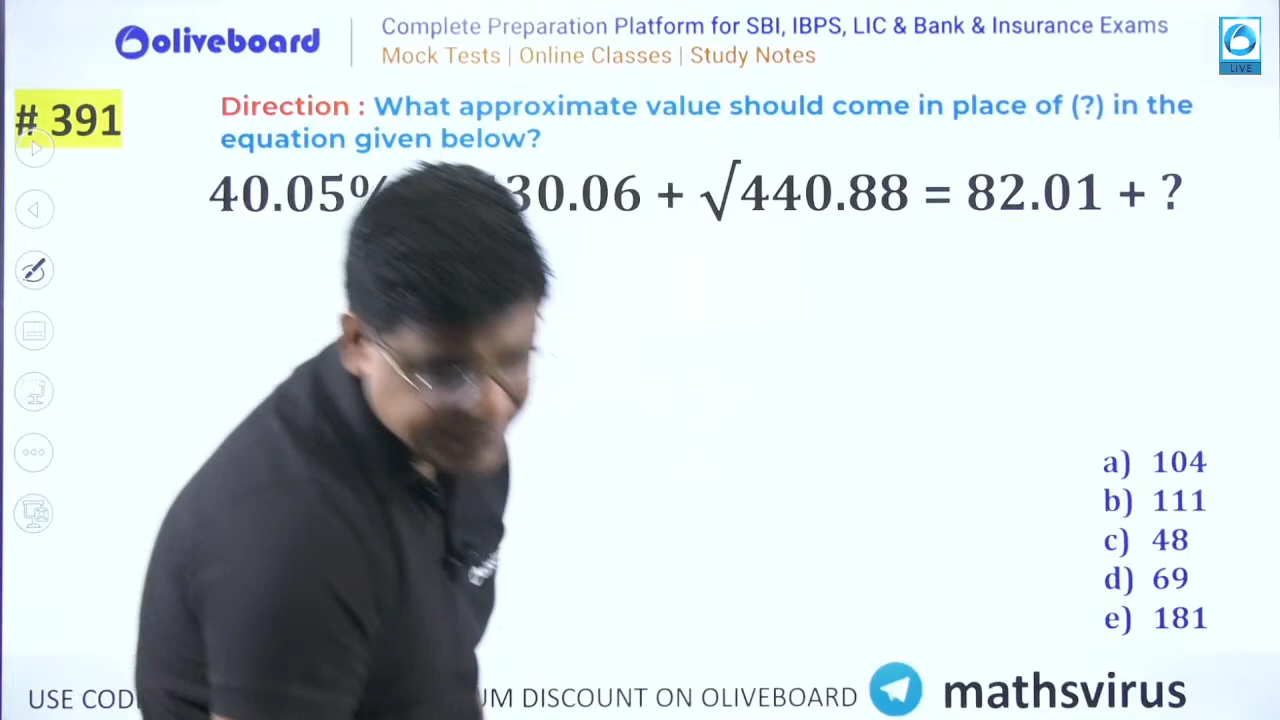 oliveboard
Complete Preparation Platform for SBI, IBPS, LIC & Bank & Insurance Exams
Mock Tests | Online Classes | Study Notes
LIVE
# 391
Direction : What approximate value should come in place of (?) in the
equation given below?
40.05% 30.06 + √440.88 = 82.01 + ?
a) 104
b) 111
c) 48
d) 69
e) 181
USE COD UM DISCOUNT ON OLIVEBOARD
mathsvirus